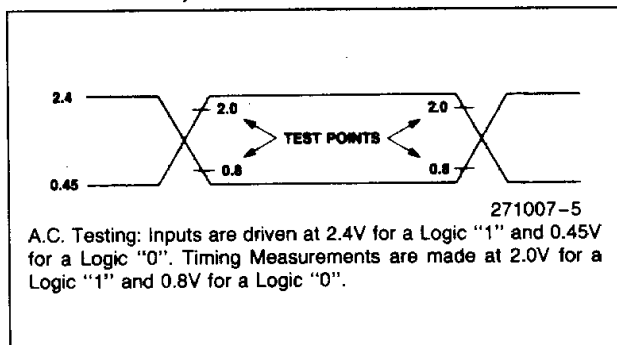 2.4
2.0
2.0
TEST POINTS
0.8
0.8
0.45
271007-5
A.C. Testing: Inputs are driven at 2.4V for a Logic "1" and 0.45V
for a Logic "0". Timing Measurements are made at 2.0V for a
Logic "1" and 0.8V for a Logic "0".